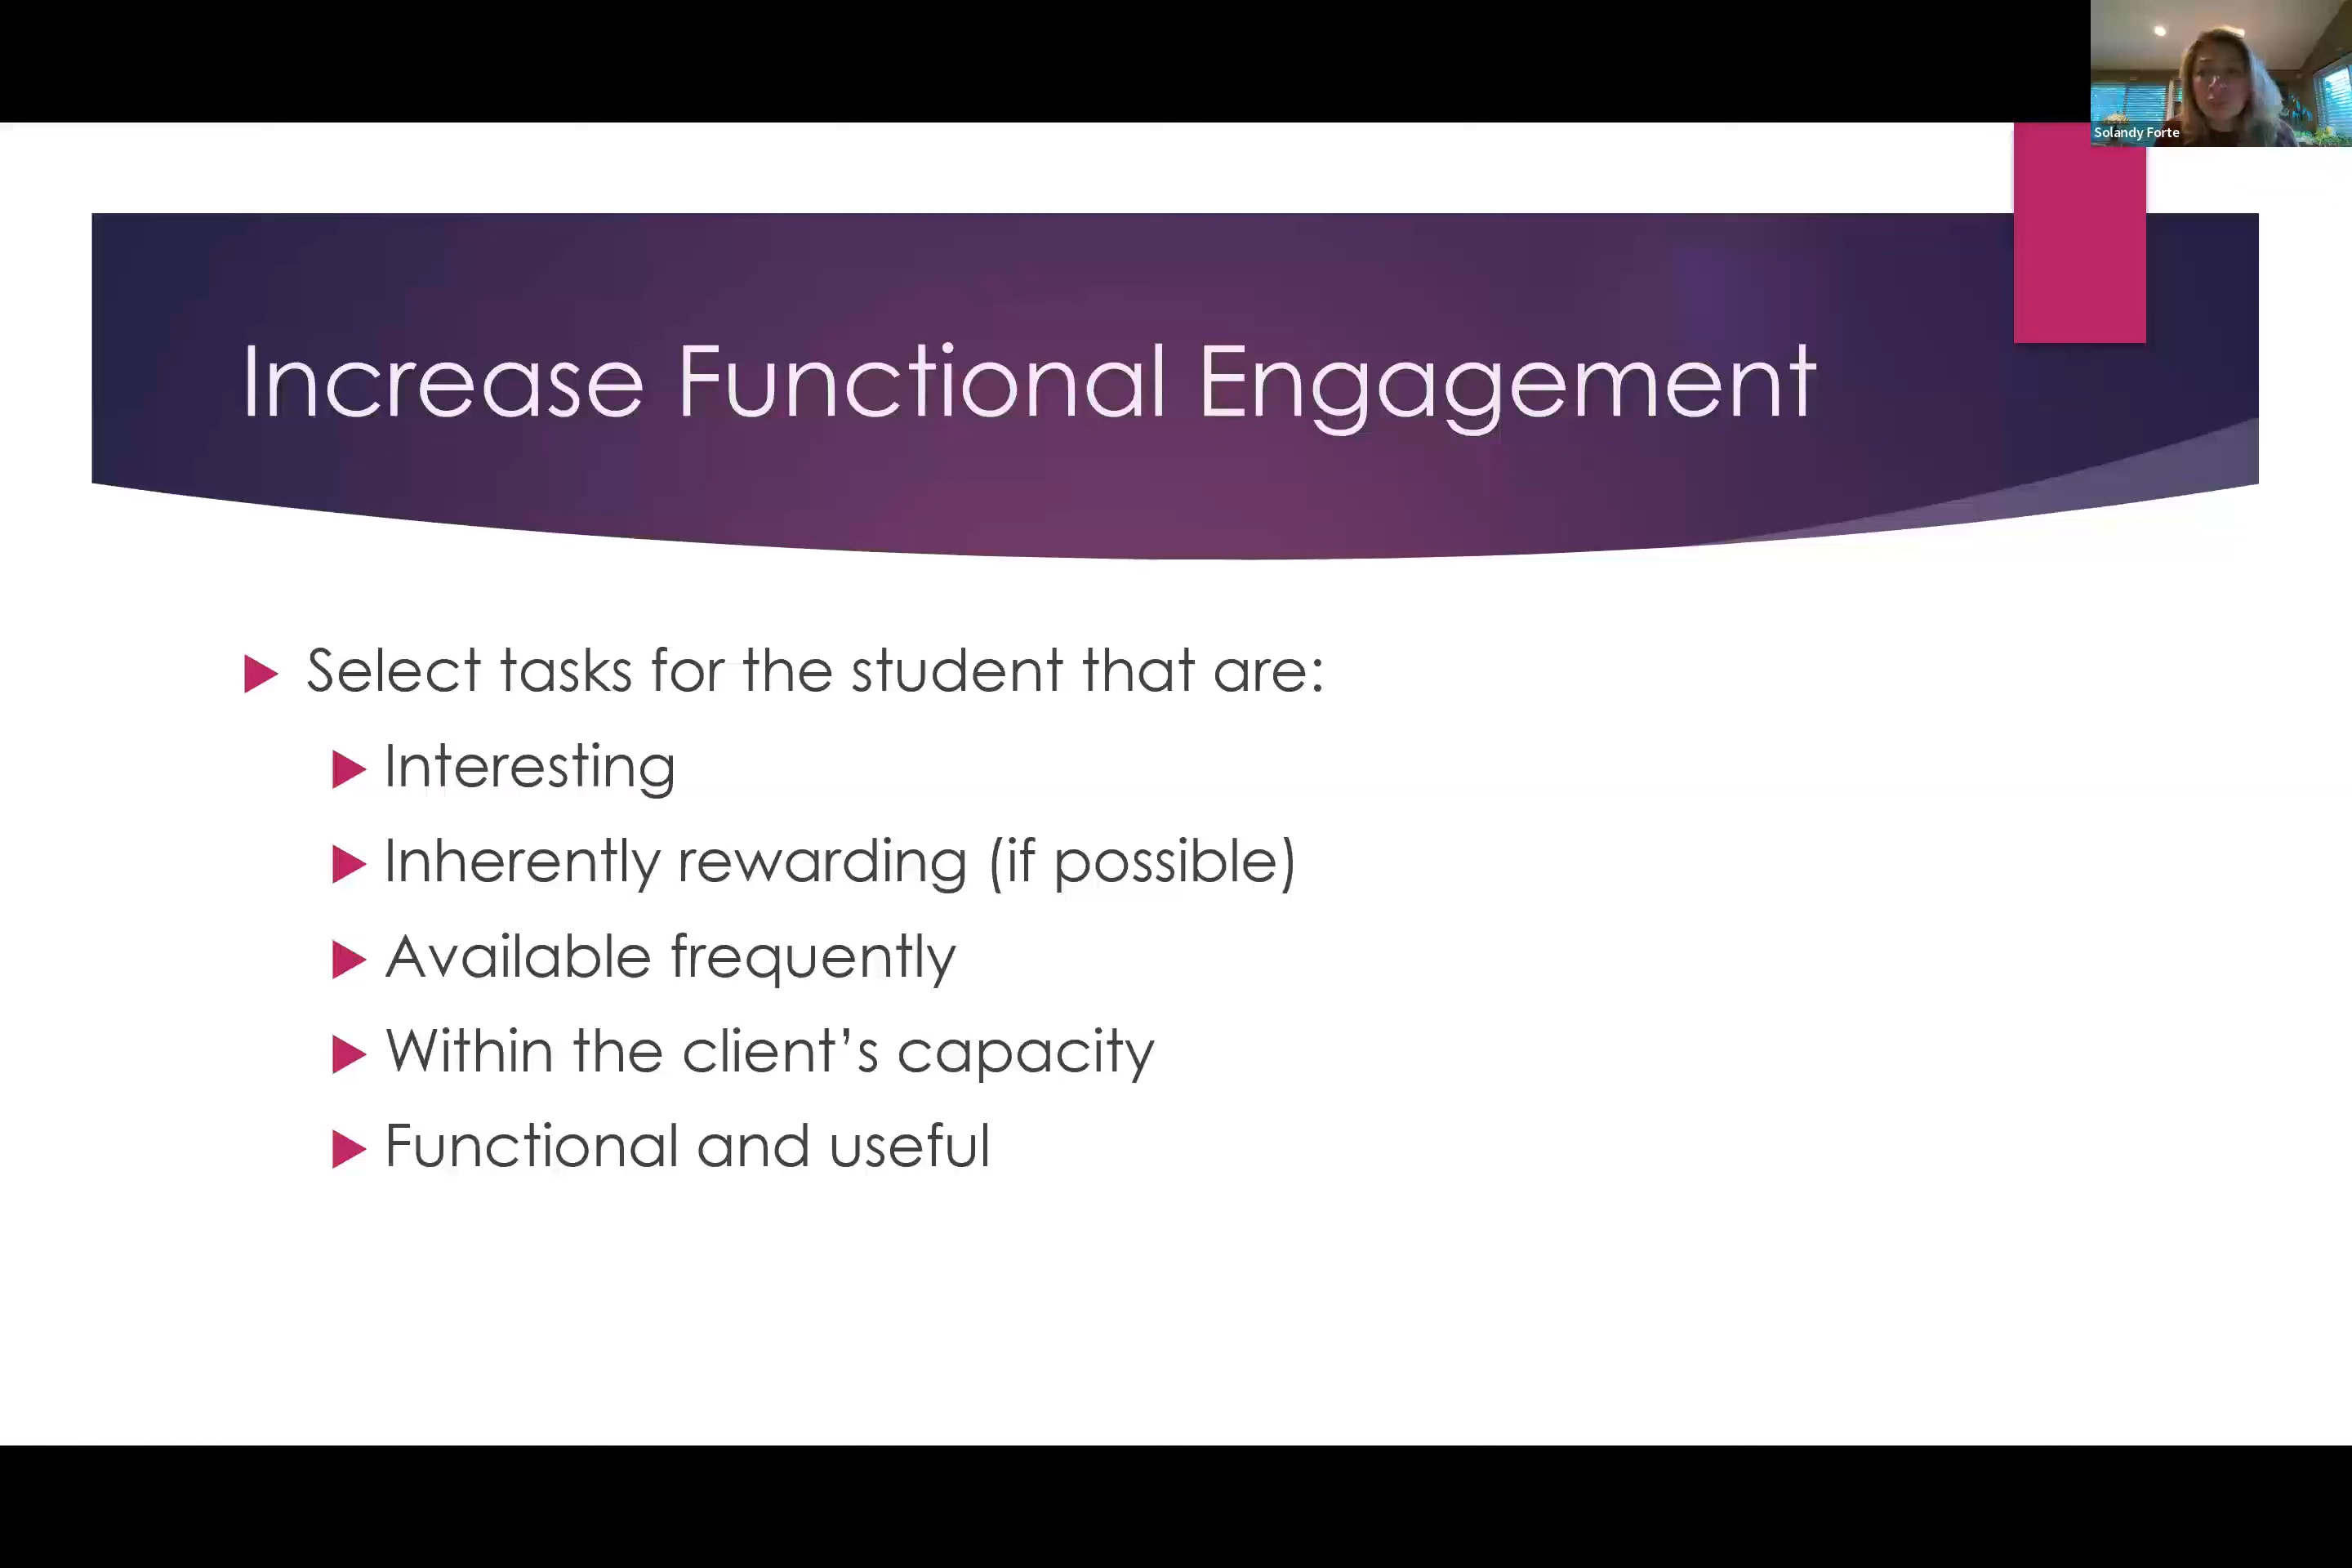 Solandy Forte
Increase Functional Engagement
Select tasks for the student that are:
Interesting
Inherently rewarding (if possible)
Available frequently
Within the client’s capacity
Functional and useful